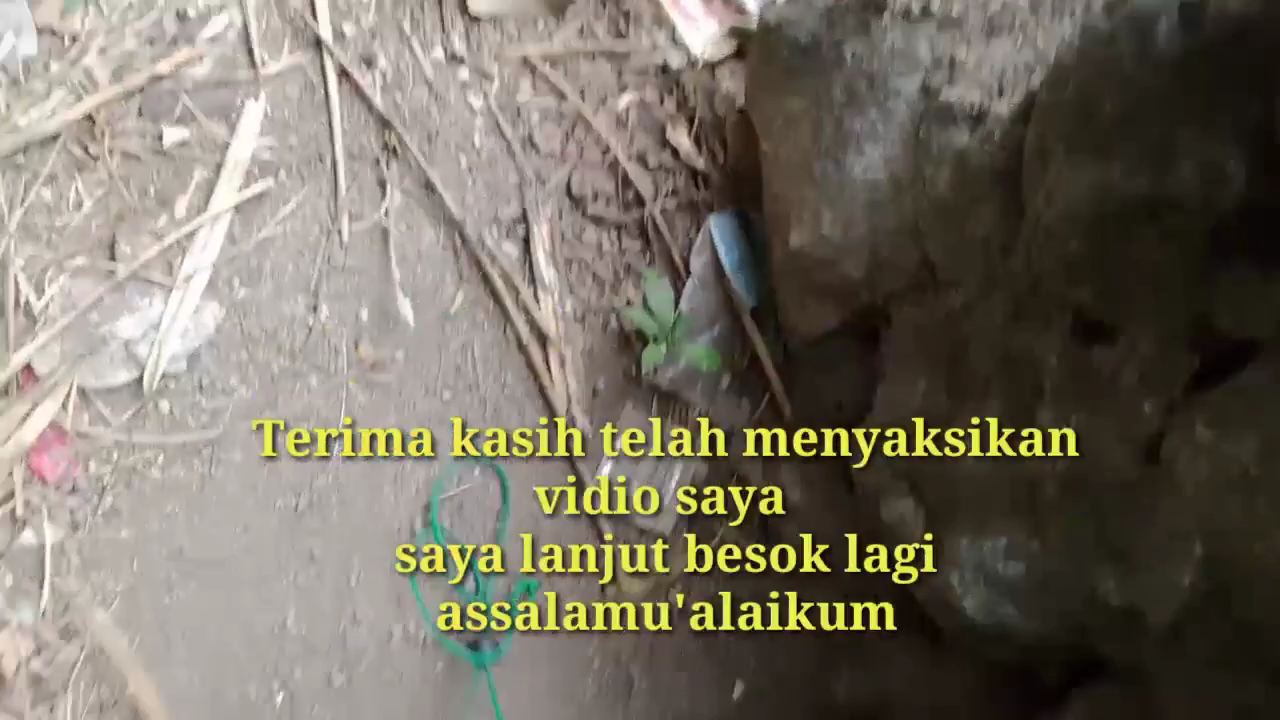 Terima kasih telah menyaksikan
vidio saya
saya lanjut besok lagi
assalamu'alaikum